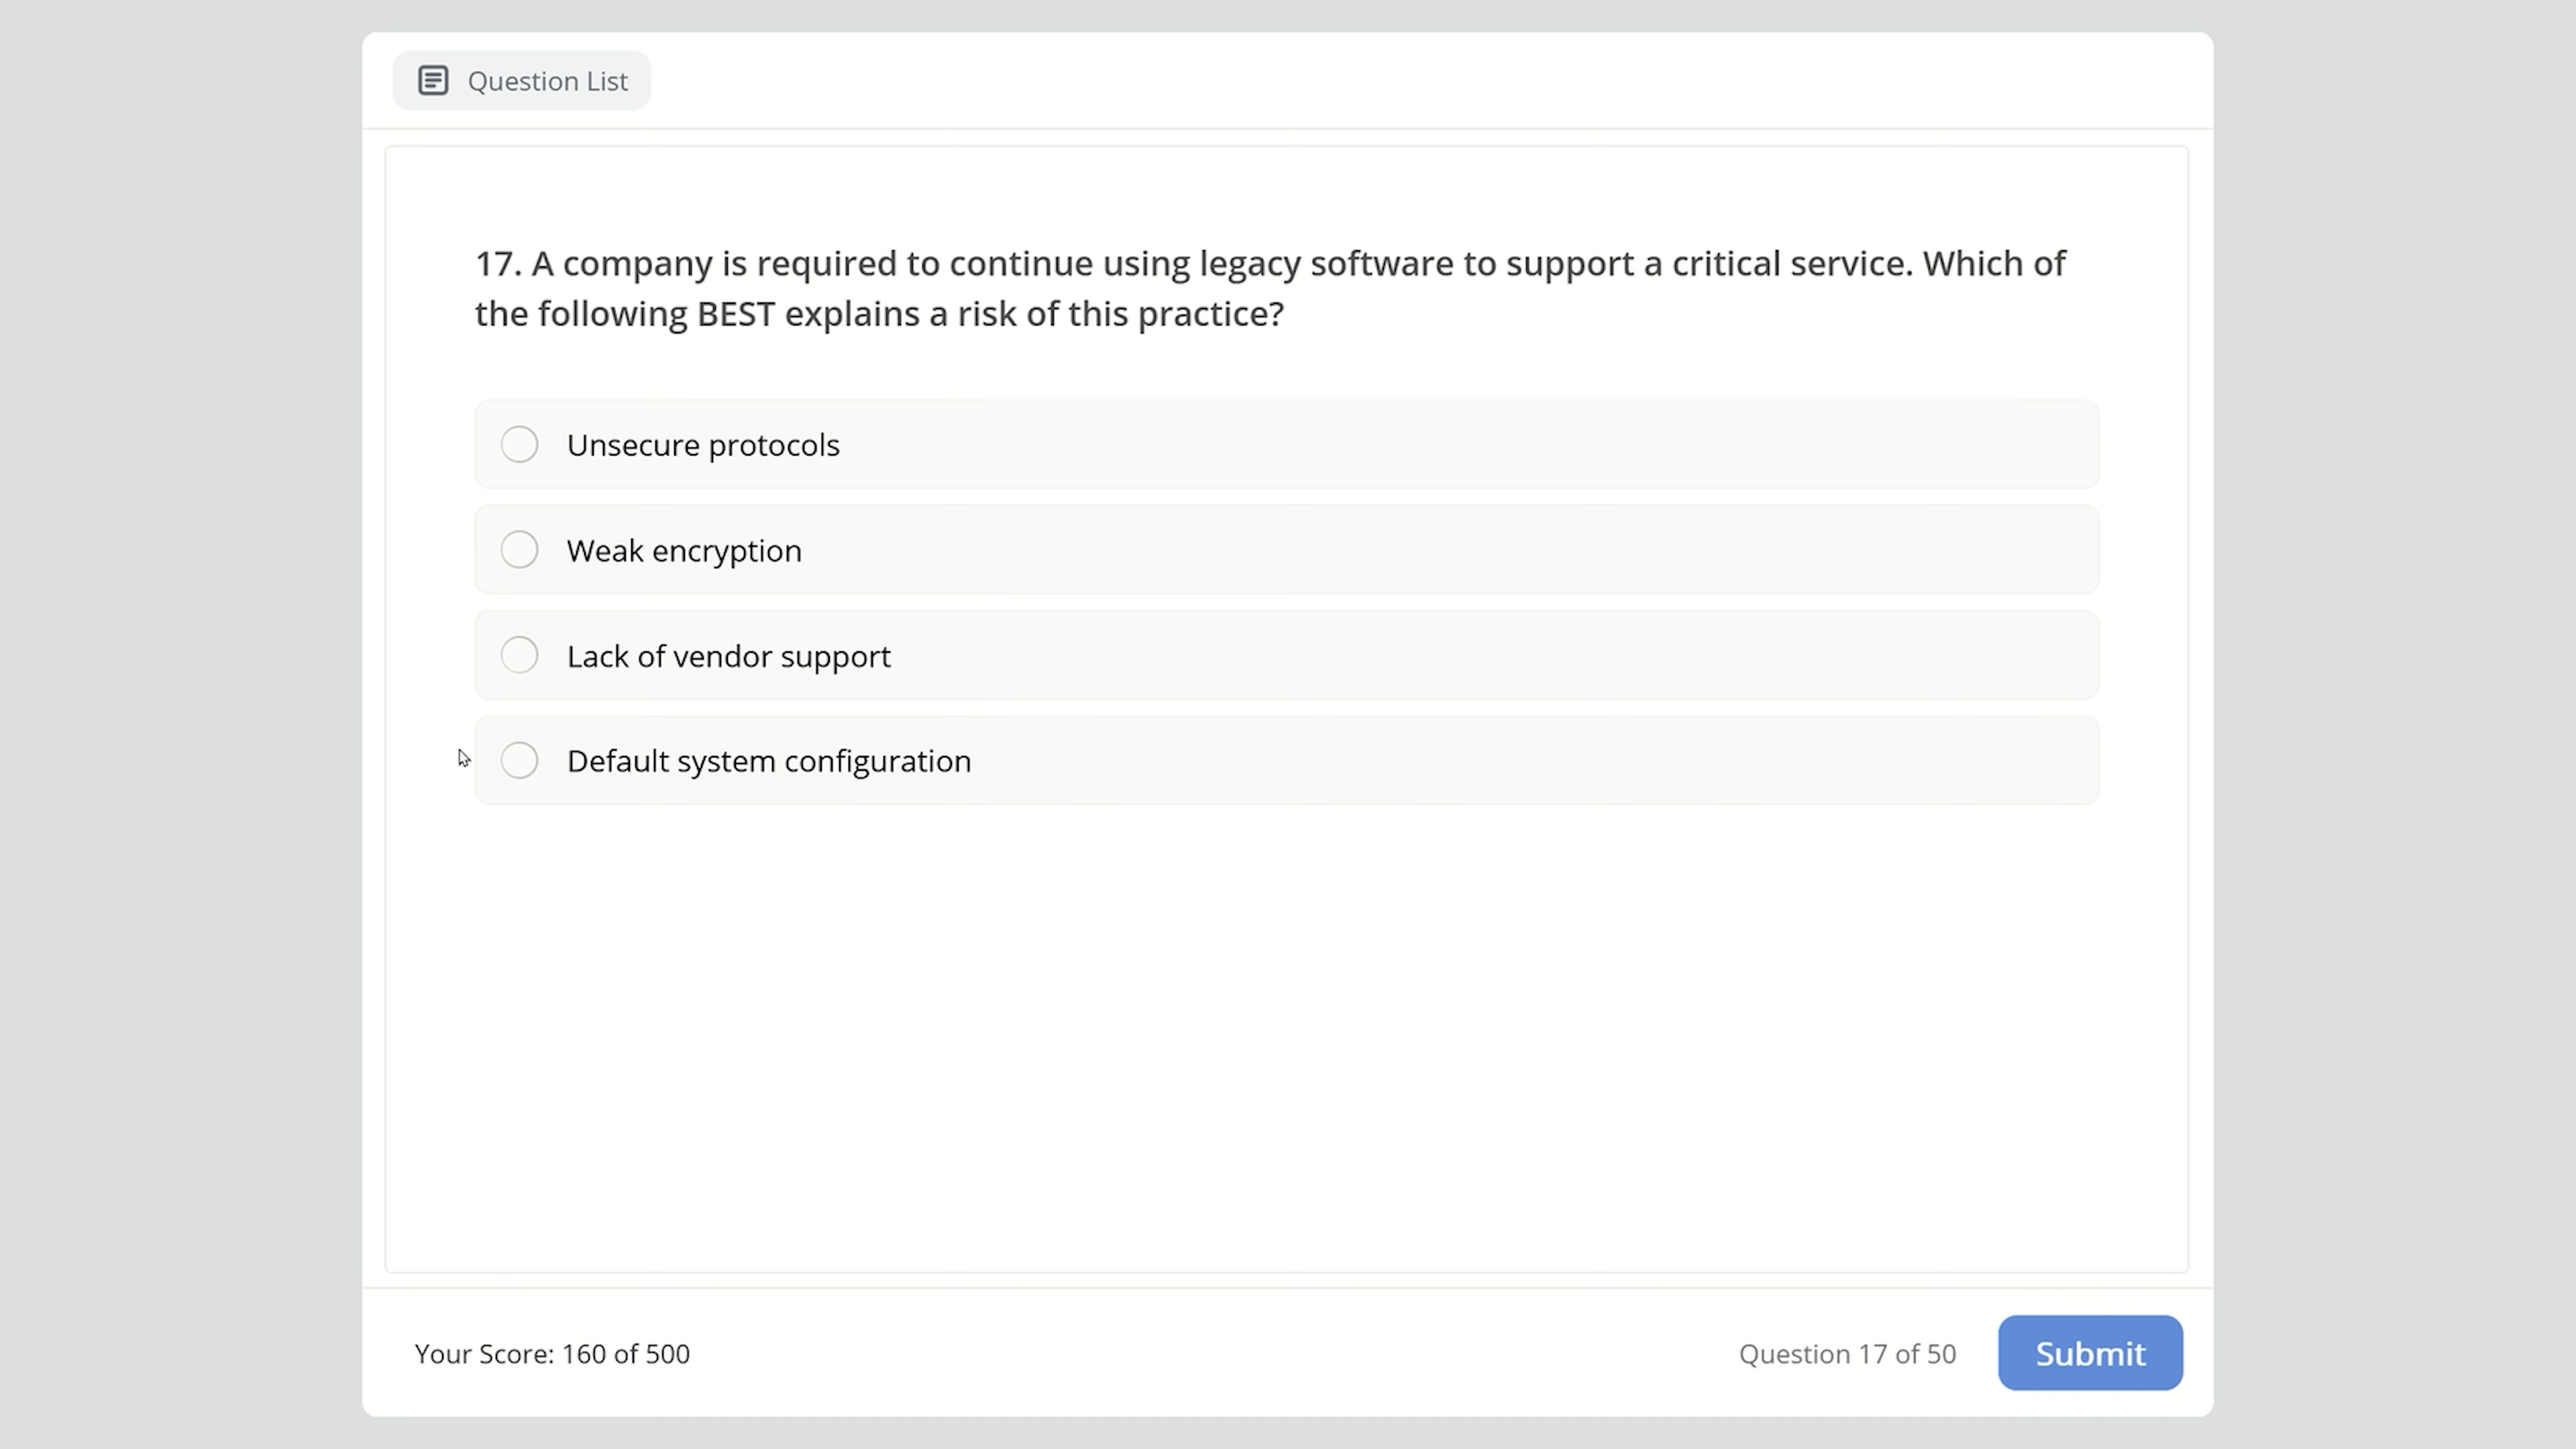 Question List
17. A company is required to continue using legacy software to support a critical service. Which of
the following BEST explains a risk of this practice?
Unsecure protocols
Weak encryption
Lack of vendor support
Default system configuration
Your Score: 160 of 500
Question 17 of 50
Submit